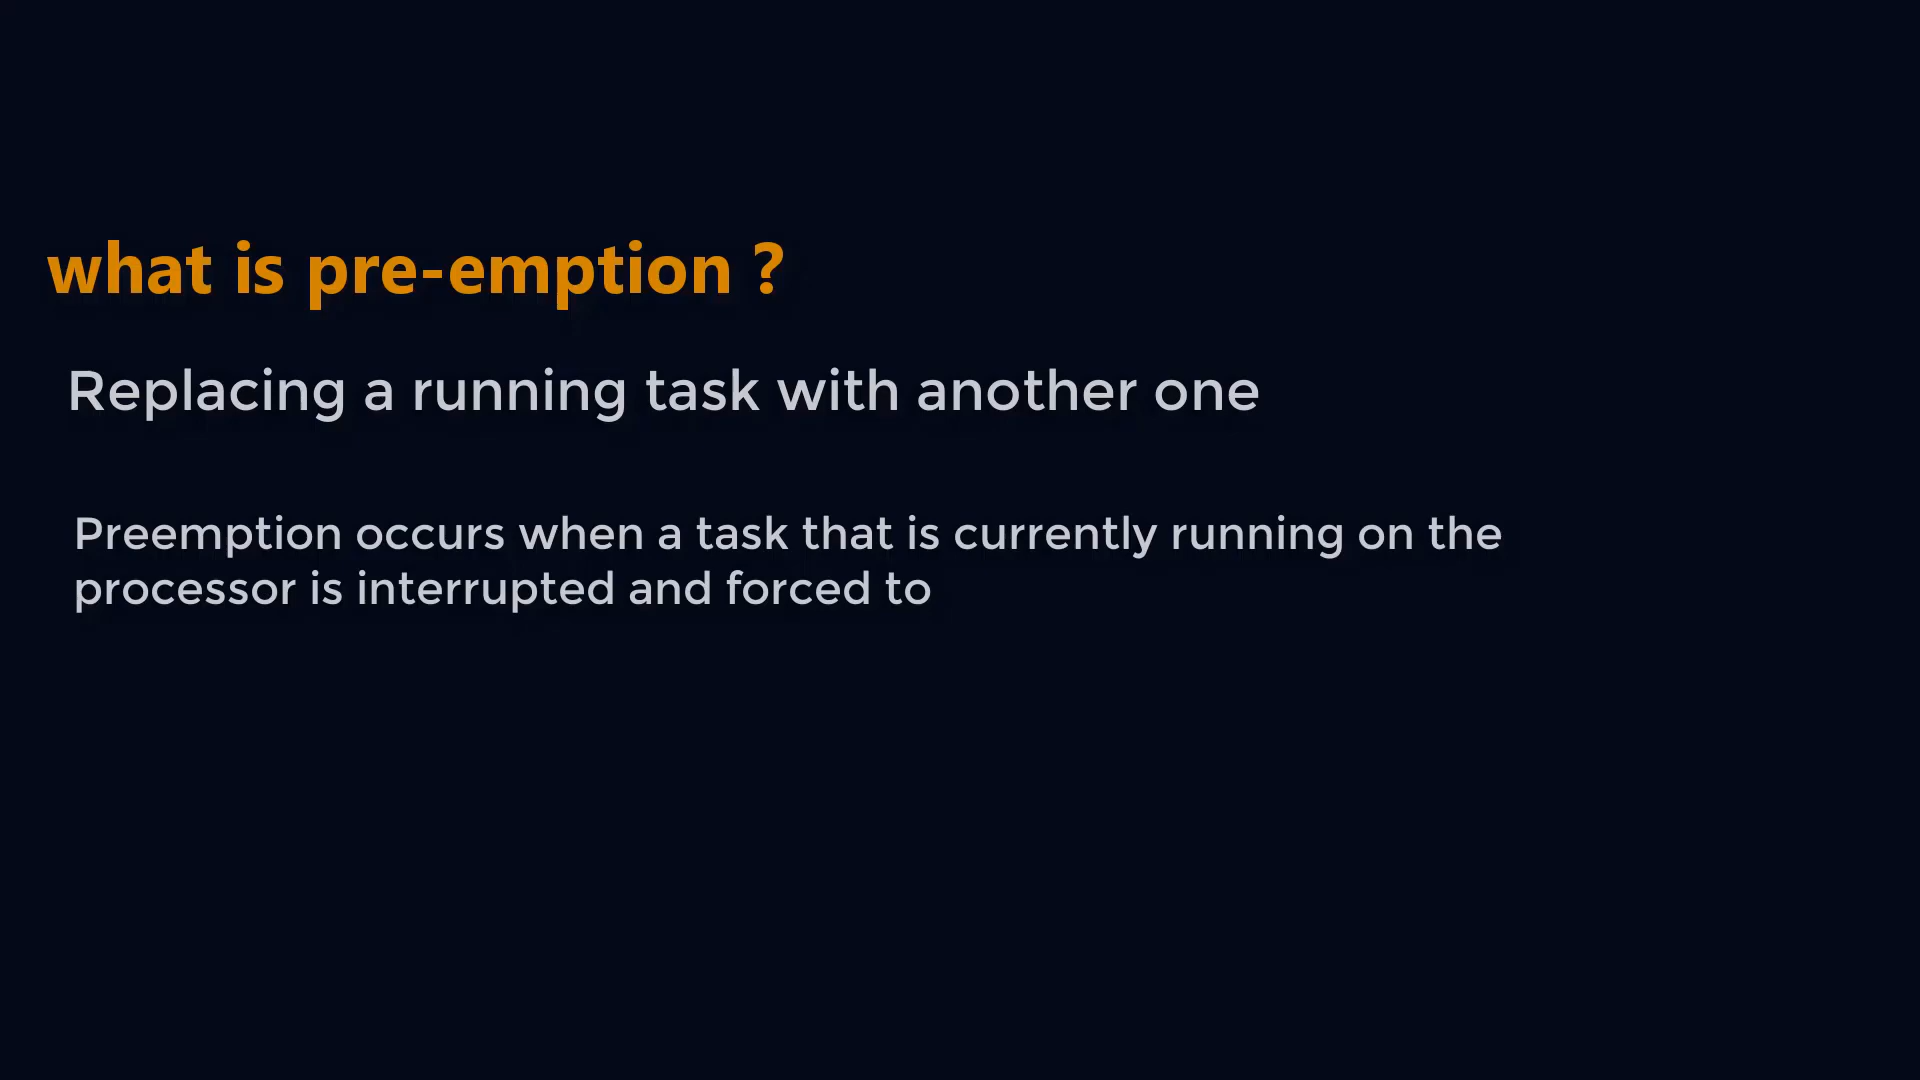 what is pre-emption ?
Replacing a running task with another one
Preemption occurs when a task that is currently running on the
processor is interrupted and forced to